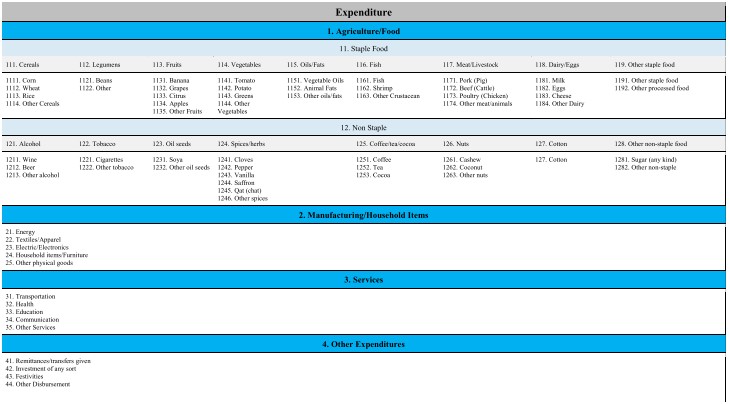 Expenditure
1. Agriculture/Food
11. Staple Food
111. Cereals 112. Legumens 113. Fruits 114. Vegetables 115. Oils/Fats 116. Fish 117. Meat/Livestock 118. Dairy/Eggs 119. Other staple food
1111. Corn 1121. Beans 1131. Banana 1141. Tomato 1151. Vegetable Oils 1161. Fish 1171. Pork (Pig) 1181. Milk 1191. Other staple food
1112. Wheat 1122. Other 1132. Grapes 1142. Potato 1152. Animal Fats 1162. Shrimp 1172. Beef (Cattle) 1182. Eggs 1192. Other processed food
1113. Rice 1133. Citrus 1143. Greens 1153. Other oils/fats 1163. Other Crustacean 1173. Poultry (Chicken) 1183. Cheese
1114. Other Cereals 1134. Apples 1144. Other 1174. Other meat/animals 1184. Other Dairy
1135. Other Fruits Vegetables
12. Non Staple
121. Alcohol 122. Tobacco 123. Oil seeds 124. Spices/herbs 125. Coffee/tea/cocoa 126. Nuts 127. Cotton 128. Other non-staple food
1211. Wine 1221. Cigarettes 1231. Soya 1241. Cloves 1251. Coffee 1261. Cashew 127. Cotton 1281. Sugar (any kind)
1212. Beer 1222. Other tobacco 1232. Other oil seeds 1242. Pepper 1252. Tea 1262. Coconut 1282. Other non-staple
1213. Other alcohol 1243. Vanilla 1253. Cocoa 1263. Other nuts
1244. Saffron
1245. Qat (chat)
1246. Other spices
2. Manufacturing/Household Items
21. Energy
22. Textiles/Apparel
23. Electric/Electronics
24. Household items/Furniture
25. Other physical goods
3. Services
31. Transportation
32. Health
33. Education
34. Communication
35. Other Services
4. Other Expenditures
41. Remittances/transfers given
42. Investment of any sort
43. Festivities
44. Other Disbursement